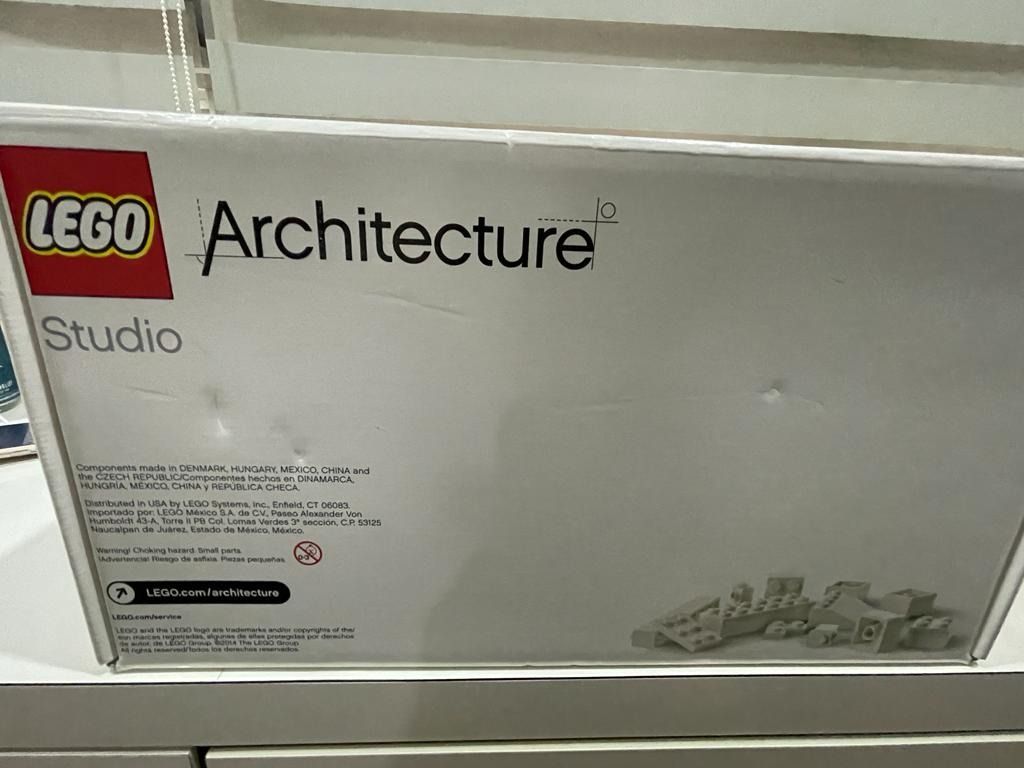 LEGO
Architecture
Studio
Components made in DENMARK, HUNGARY, MEXICO, CHINA and
the CZECH REPUBLIC/Componentes hechos en DINAMARCA,
HUNGRÍA, MÉXICO, CHINA y REPÚBLICA CHECA.
Distributed in USA by LEGO Systems, Inc., Enfield, CT 06083.
Importado por: LEGO México S.A. de C.V., Paseo Alexander Von
Humboldt 43-A, Torre II PB Col. Lomas Verdes 3ª sección, C.P. 53125
Naucalpan de Juárez, Estado de México, México.
Warning! Choking hazard. Small parts.
¡Advertencia! Riesgo de asfixia. Piezas pequeñas.
0-3
LEGO.com/architecture
LEGO.com/service
LEGO and the LEGO logo are trademarks and/or copyrights of the/
son marcas registradas, algunas de ellas protegidas por derechos
de autor, de LEGO Group. ©2014 The LEGO Group.
All rights reserved/Todos los derechos reservados.